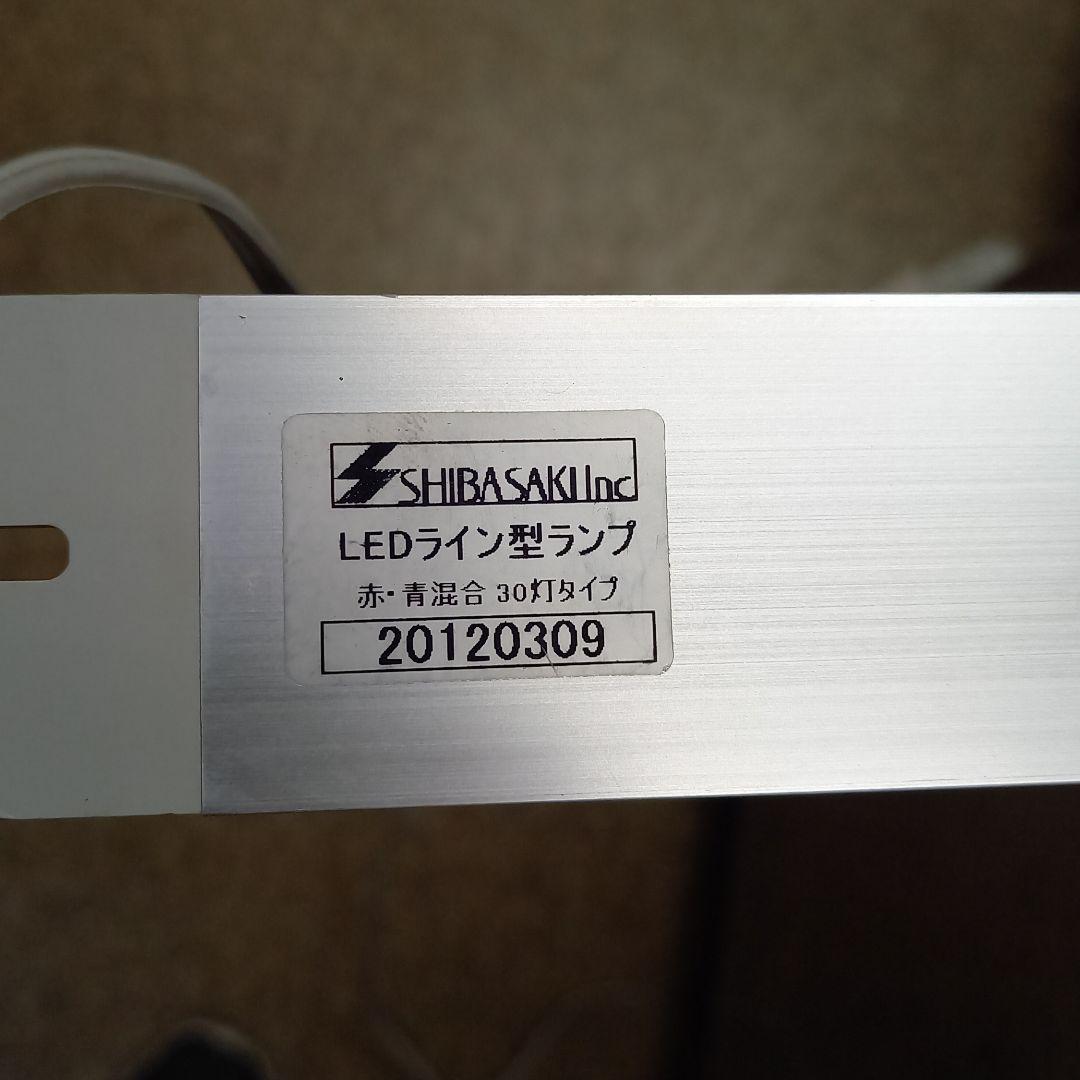 SHIBASAKI Inc
LEDライン型ランプ
赤・青混合 30灯タイプ
20120309